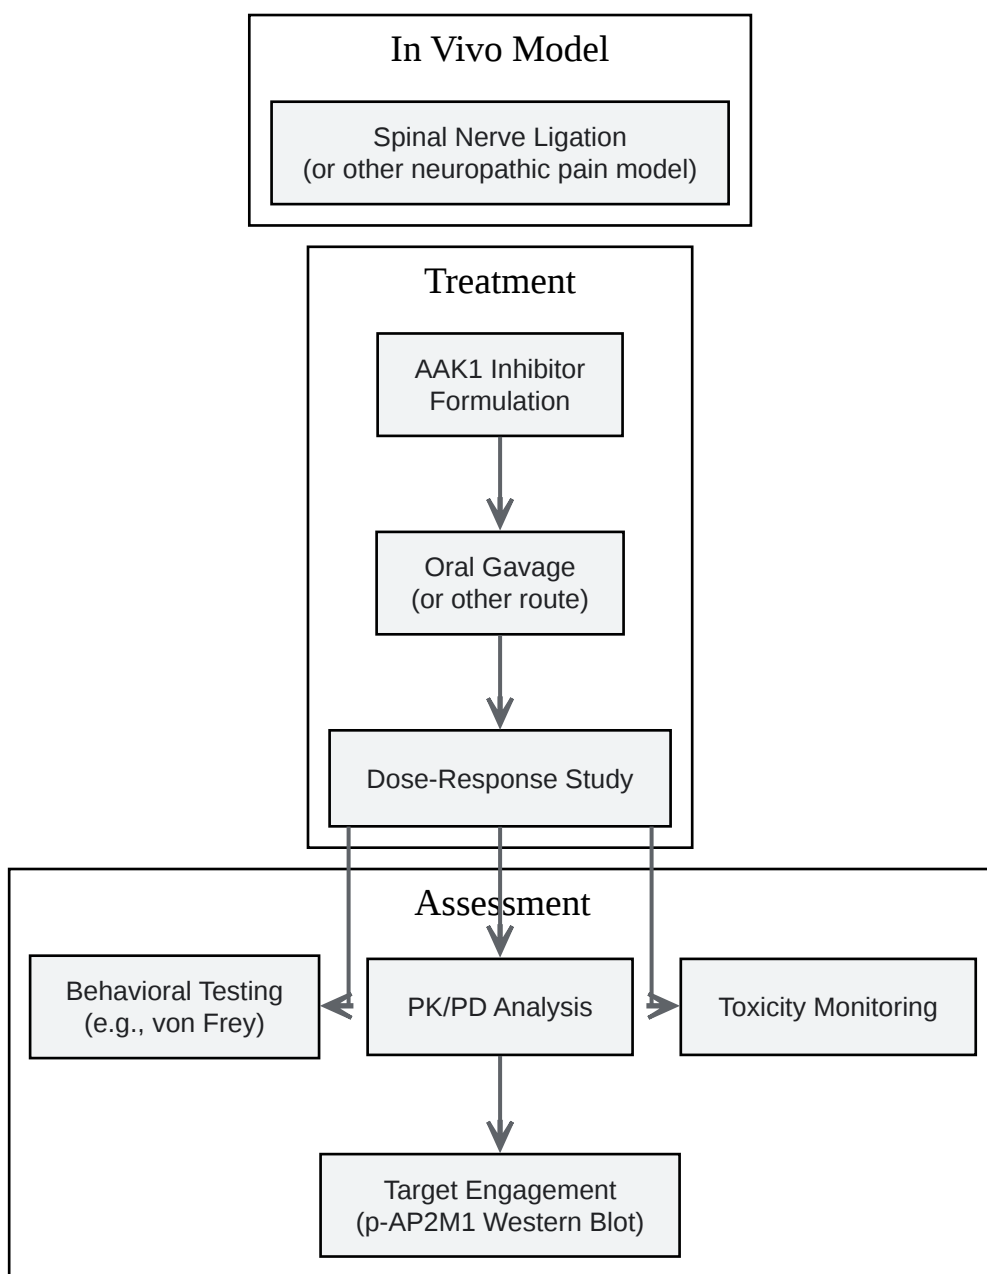 In Vivo Model
Spinal Nerve Ligation
(or other neuropathic pain model)
Treatment
AAK1 Inhibitor
Formulation
Oral Gavage
(or other route)
Dose-Response Study
Assessment
Behavioral Testing
(e.g., von Frey)
PK/PD Analysis
Toxicity Monitoring
Target Engagement
(p-AP2M1 Western Blot)